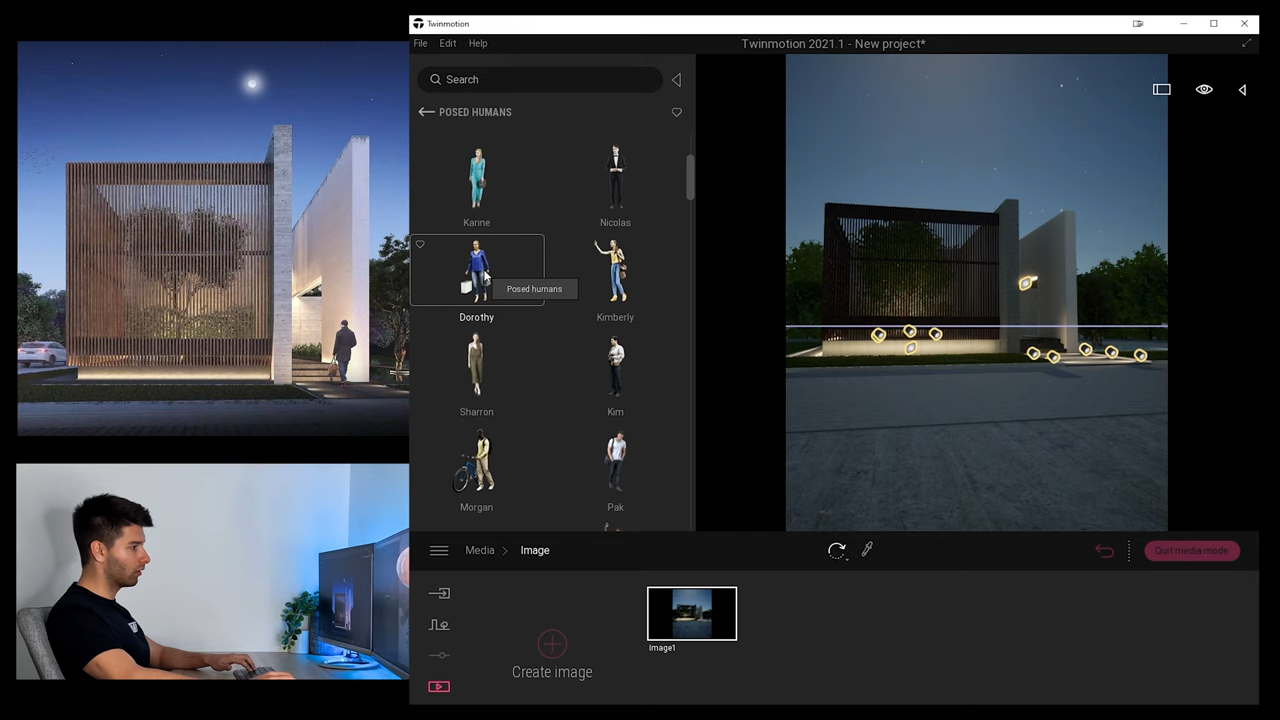 Twinmotion
File Edit Help
Twinmotion 2021.1 - New project*
Search
POSED HUMANS
Karine
Nicolas
Posed humans
Dorothy
Kimberly
Sharron
Kim
Morgan
Pak
Media > Image
Quit media mode
Create image
Image1